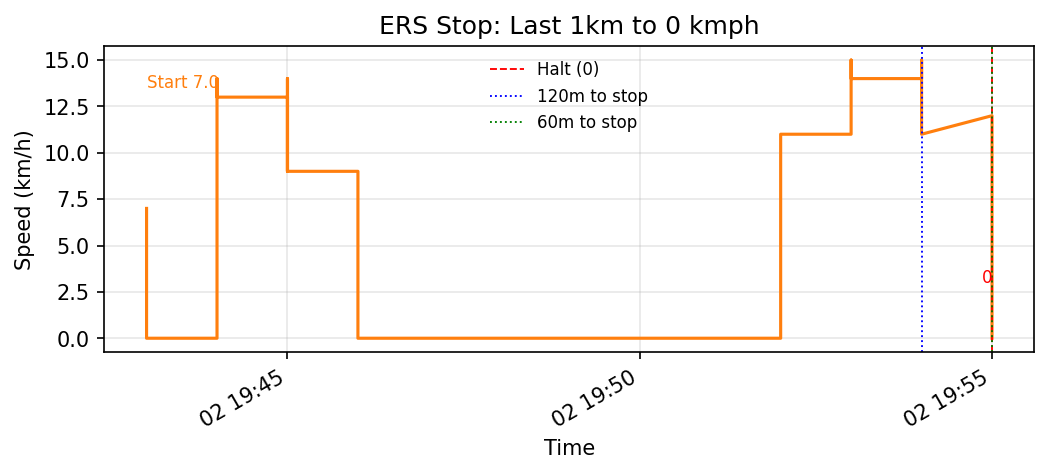 ERS Stop: Last 1km to 0 kmph
Speed (km/h)
15.0
12.5
10.0
7.5
5.0
2.5
0.0
Start 7.0
Halt (0)
120m to stop
60m to stop
0
02 19:45
02 19:50
02 19:55
Time